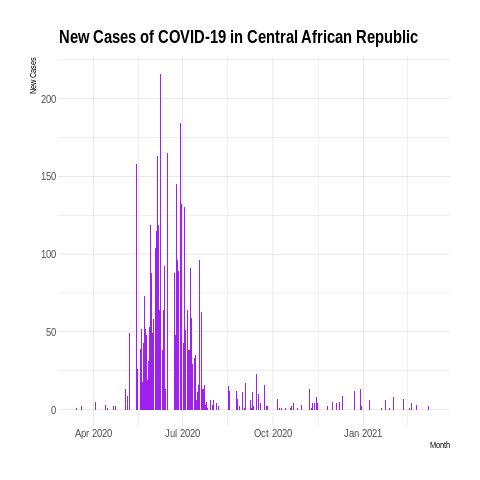 New Cases of COVID-19 in Central African Republic
New Cases
200
150
100
50
0
Apr 2020 Jul 2020 Oct 2020 Jan 2021
Month